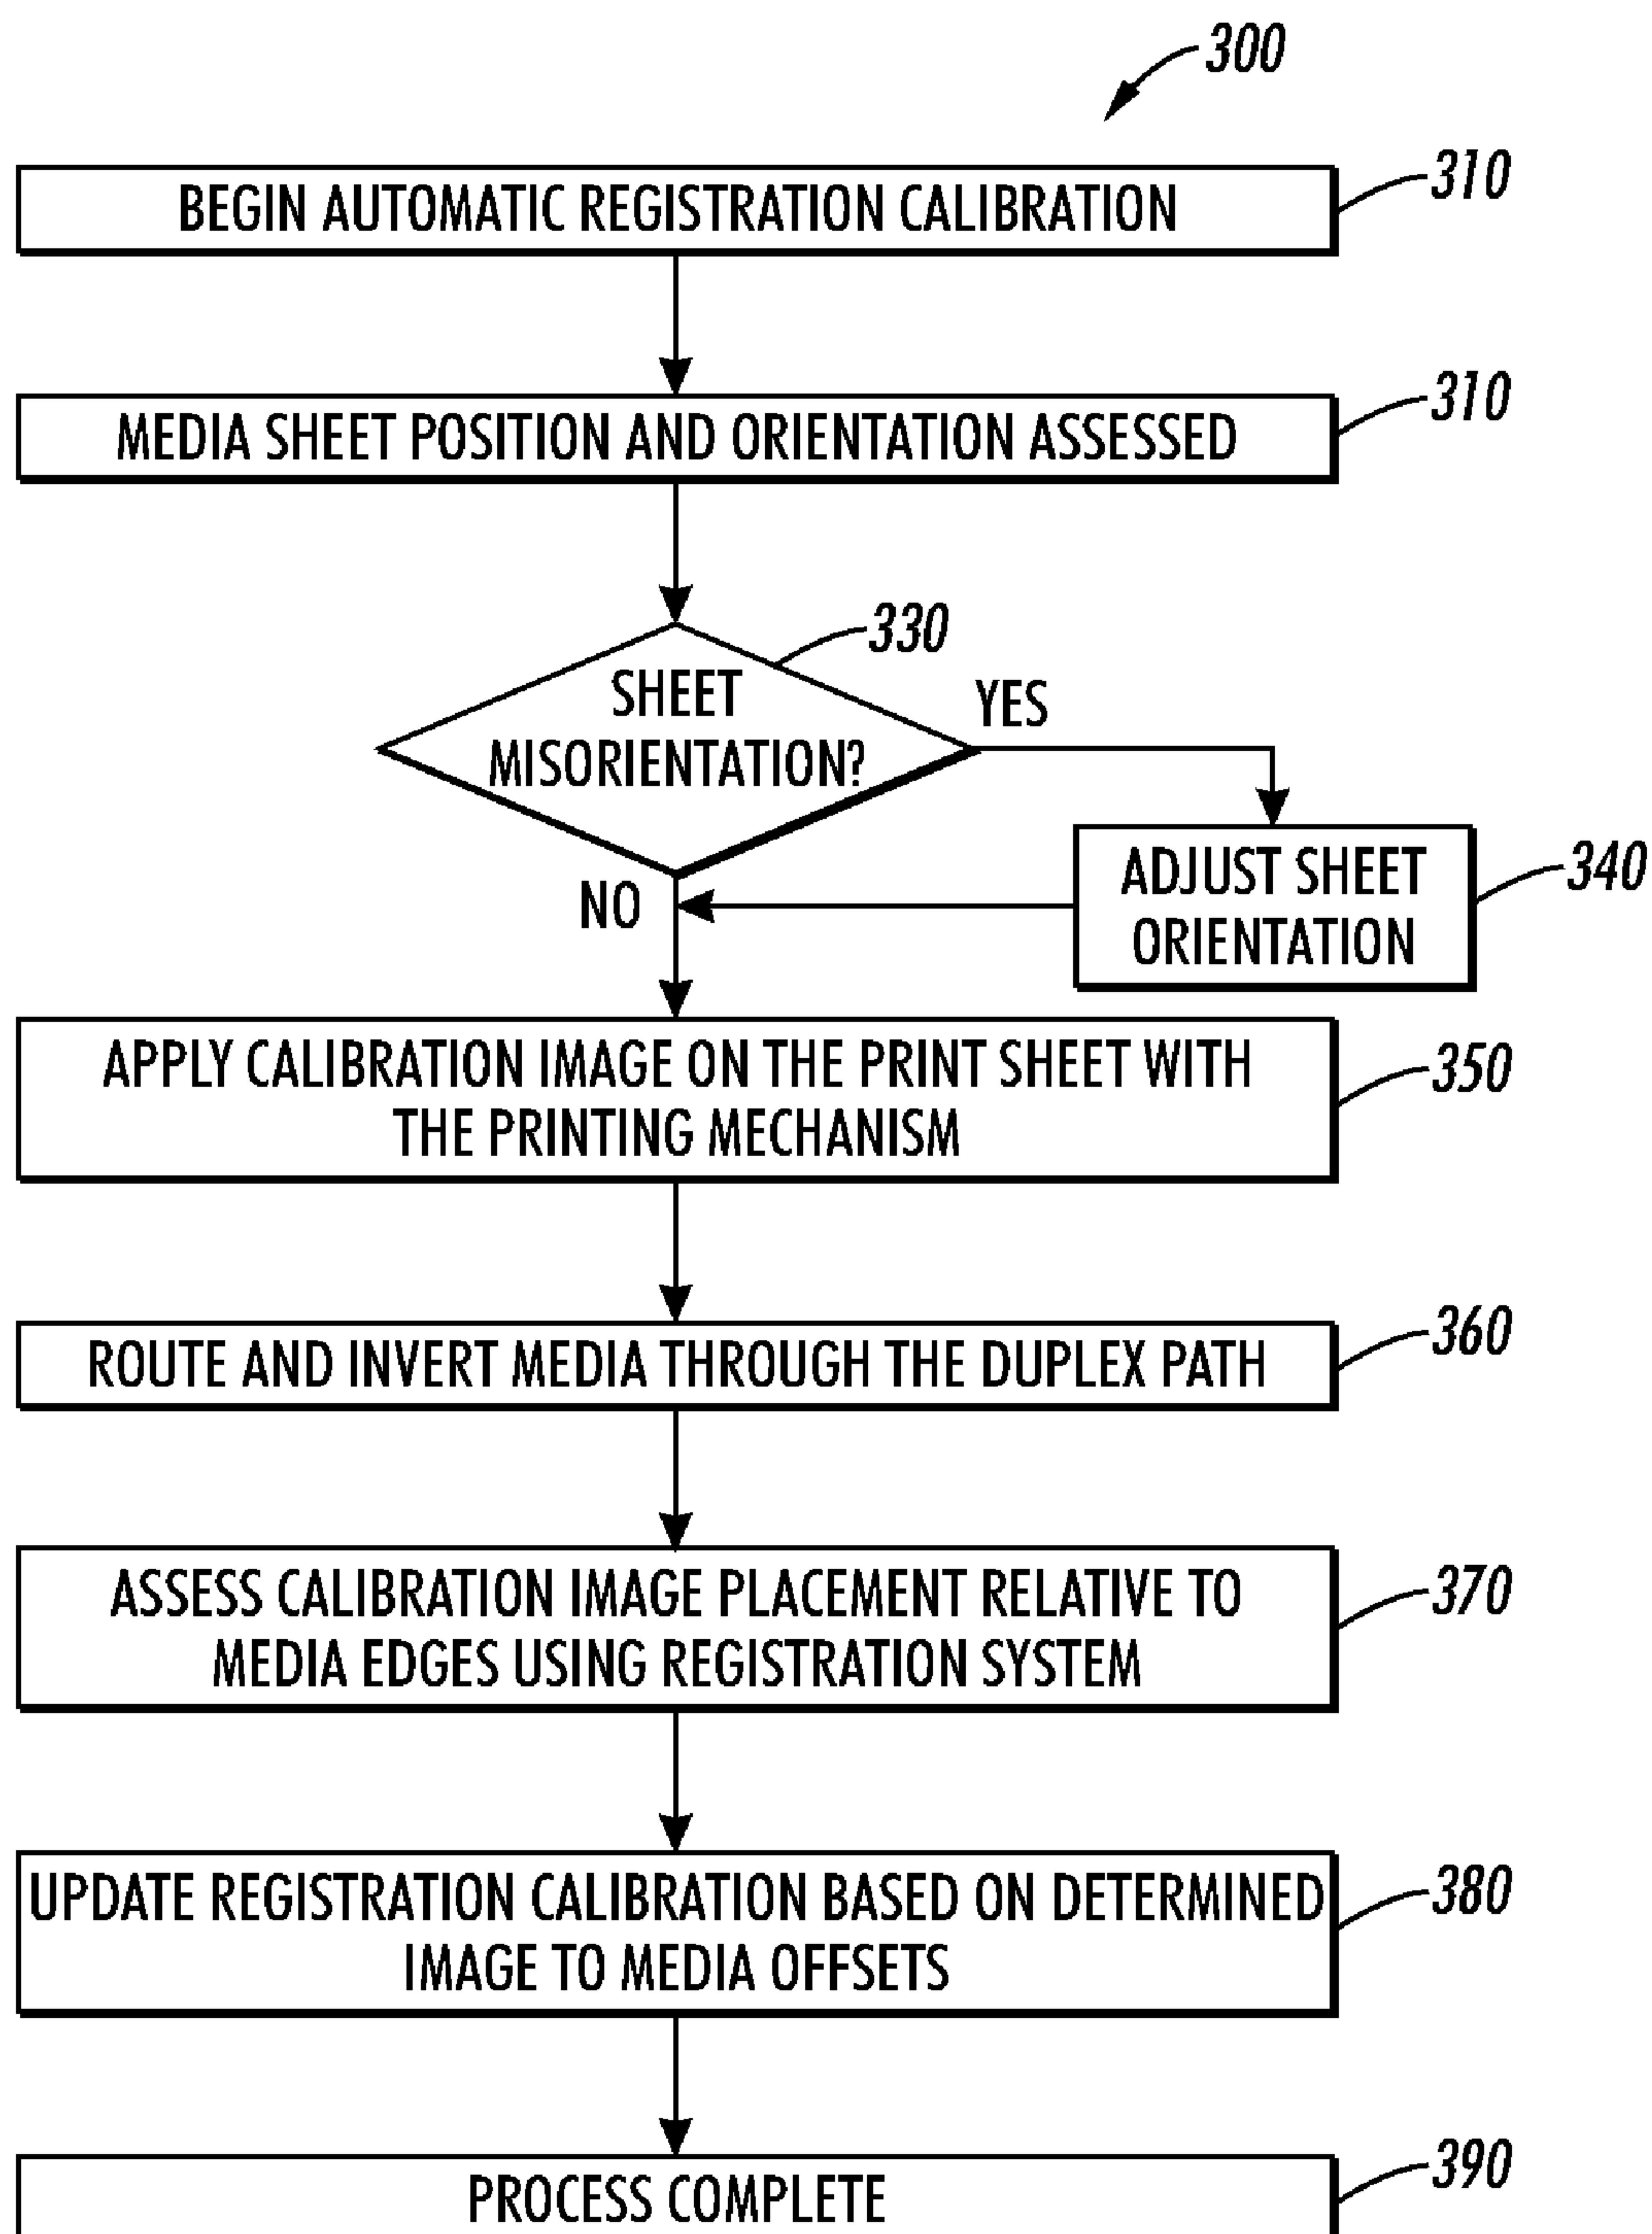 300
BEGIN AUTOMATIC REGISTRATION CALIBRATION
310
MEDIA SHEET POSITION AND ORIENTATION ASSESSED
310
330
SHEET
MISORIENTATION?
YES
ADJUST SHEET
ORIENTATION
340
NO
APPLY CALIBRATION IMAGE ON THE PRINT SHEET WITH
THE PRINTING MECHANISM
350
ROUTE AND INVERT MEDIA THROUGH THE DUPLEX PATH
360
ASSESS CALIBRATION IMAGE PLACEMENT RELATIVE TO
MEDIA EDGES USING REGISTRATION SYSTEM
370
UPDATE REGISTRATION CALIBRATION BASED ON DETERMINED
IMAGE TO MEDIA OFFSETS
380
PROCESS COMPLETE
390